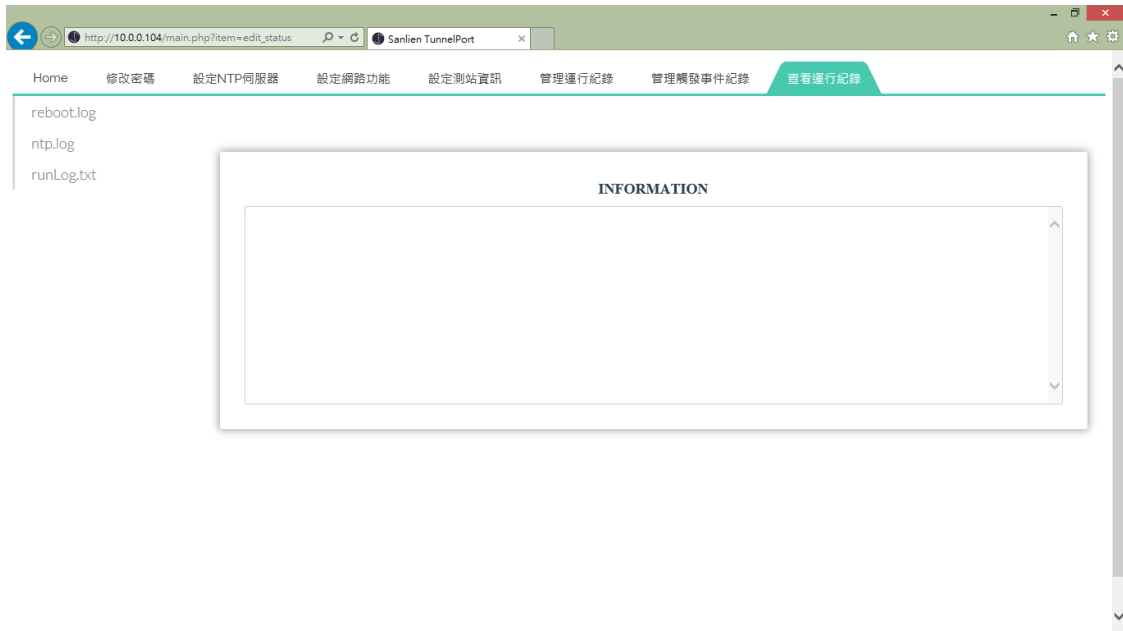 http://10.0.0.104/main.php?item=edit_status
Sanlien TunnelPort
Home 修改密碼 設定NTP伺服器 設定網路功能 設定測站資訊 管理運行紀錄 管理觸發事件紀錄 查看運行紀錄
reboot.log
ntp.log
runLog.txt
INFORMATION